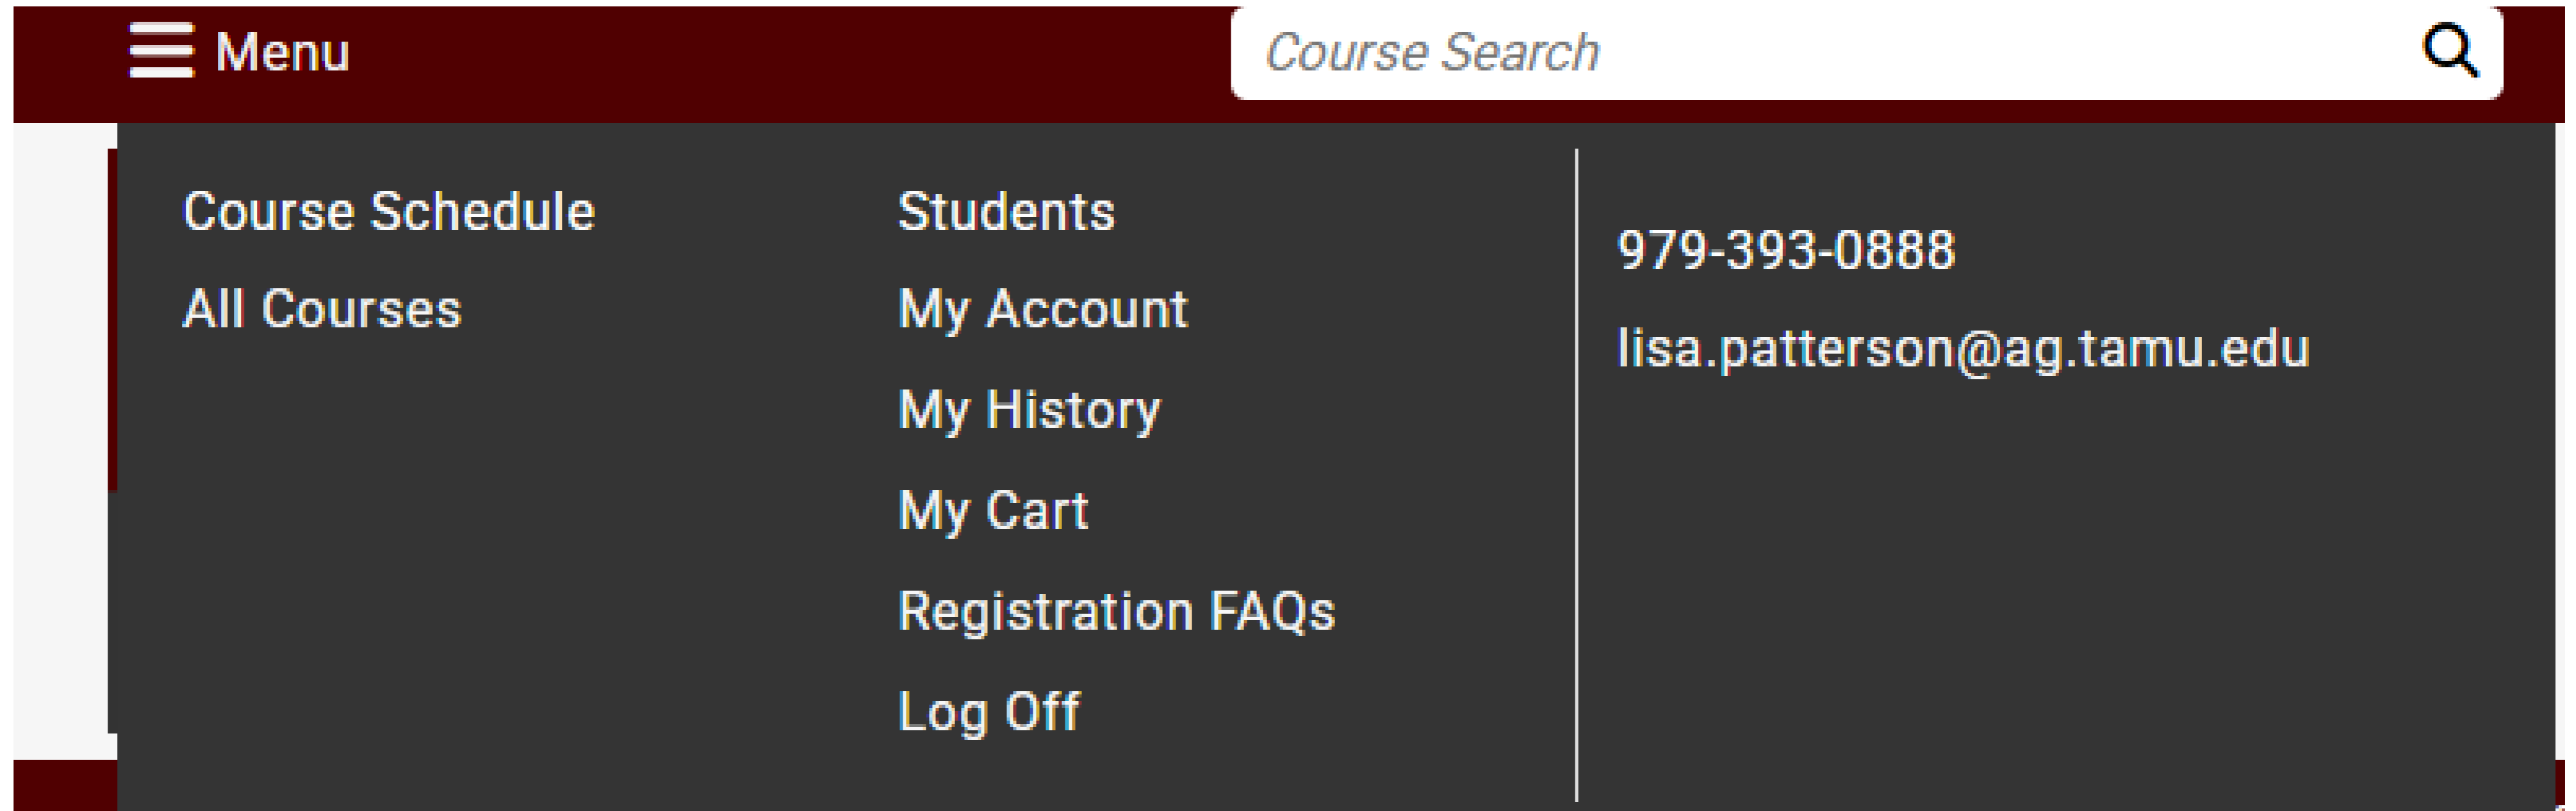 Menu
Course Search
Course Schedule
All Courses
Students
My Account
My History
My Cart
Registration FAQs
Log Off
979-393-0888
lisa.patterson@ag.tamu.edu